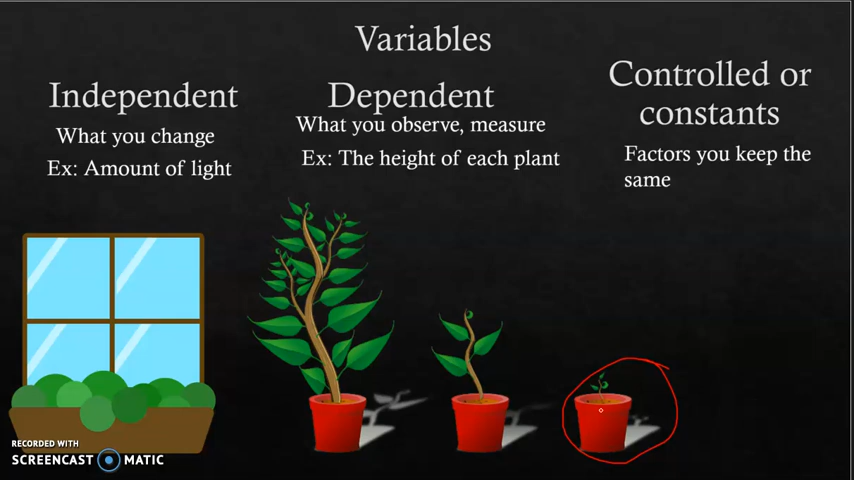 Variables
Independent
What you change
Ex: Amount of light
Dependent
What you observe, measure
Ex: The height of each plant
Controlled or
constants
Factors you keep the
same
RECORDED WITH
SCREENCAST MATIC